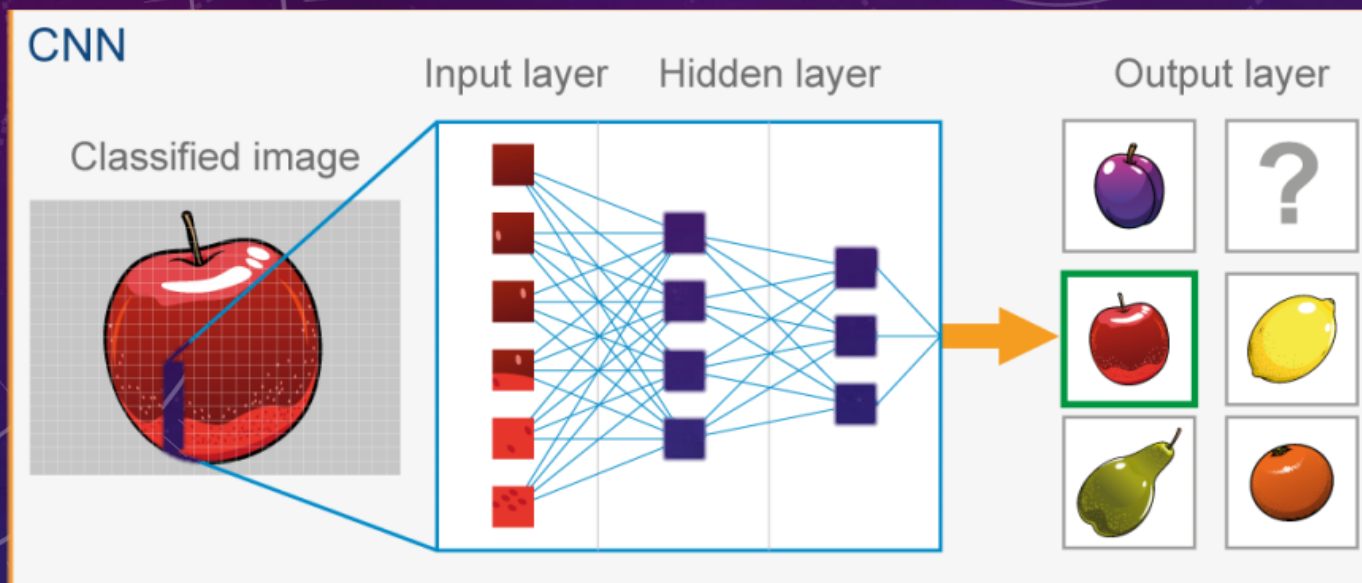 CNN
Input layer
Hidden layer
Output layer
Classified image
?